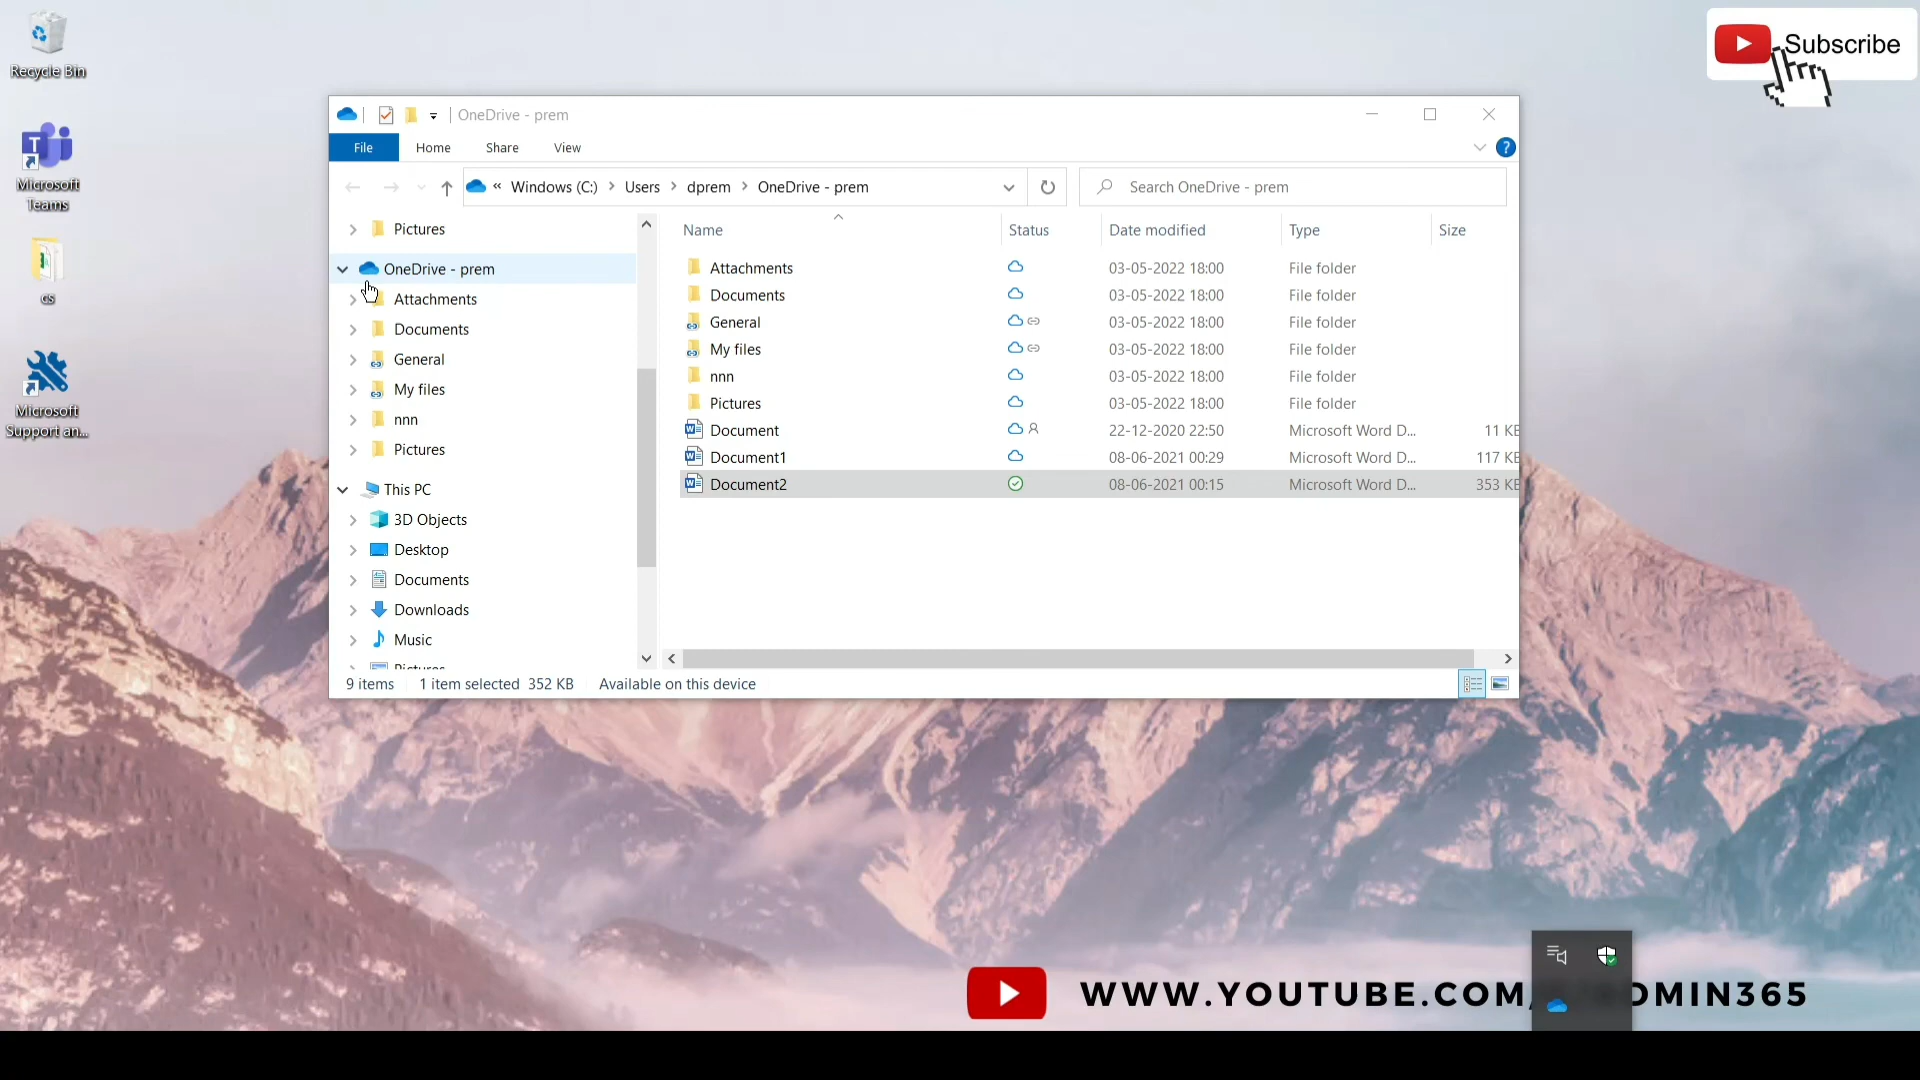 Recycle Bin
Subscribe
OneDrive - prem
File Home Share View
Windows (C:) Users dprem OneDrive - prem
Search OneDrive - prem
Microsoft
Teams
cs
Microsoft
Support an...
Pictures
OneDrive - prem
Attachments
Documents
General
My files
nnn
Pictures
This PC
3D Objects
Desktop
Documents
Downloads
Music
Pictures
Name Status Date modified Type Size
Attachments 03-05-2022 18:00 File folder
Documents 03-05-2022 18:00 File folder
General 03-05-2022 18:00 File folder
My files 03-05-2022 18:00 File folder
nnn 03-05-2022 18:00 File folder
Pictures 03-05-2022 18:00 File folder
Document 22-12-2020 22:50 Microsoft Word D... 11 KB
Document1 08-06-2021 00:29 Microsoft Word D... 117 KB
Document2 08-06-2021 00:15 Microsoft Word D... 353 KB
9 items 1 item selected 352 KB Available on this device
WWW.YOUTUBE.COM
DMIN365